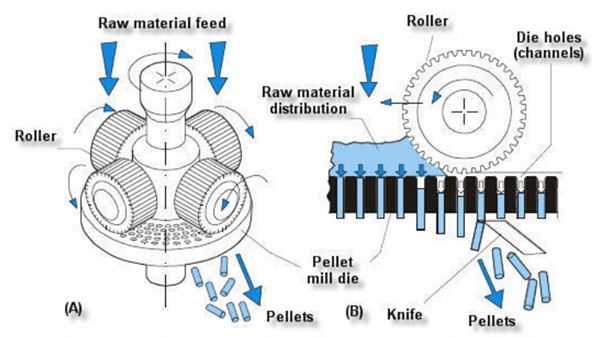 Raw material feed
Roller
Pellet
mill die
Pellets
(A)
Roller
Die holes
(channels)
Raw material
distribution
Knife
Pellets
(B)